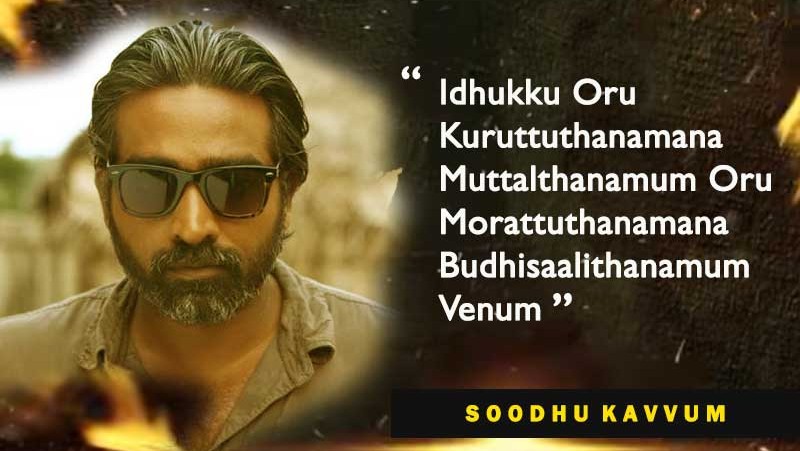 “ Idhukku Oru
Kuruttuthanamana
Muttalthanamum Oru
Morattuthanamana
Budhisaalithanamum
Venum ”
SOODHU KAVVUM